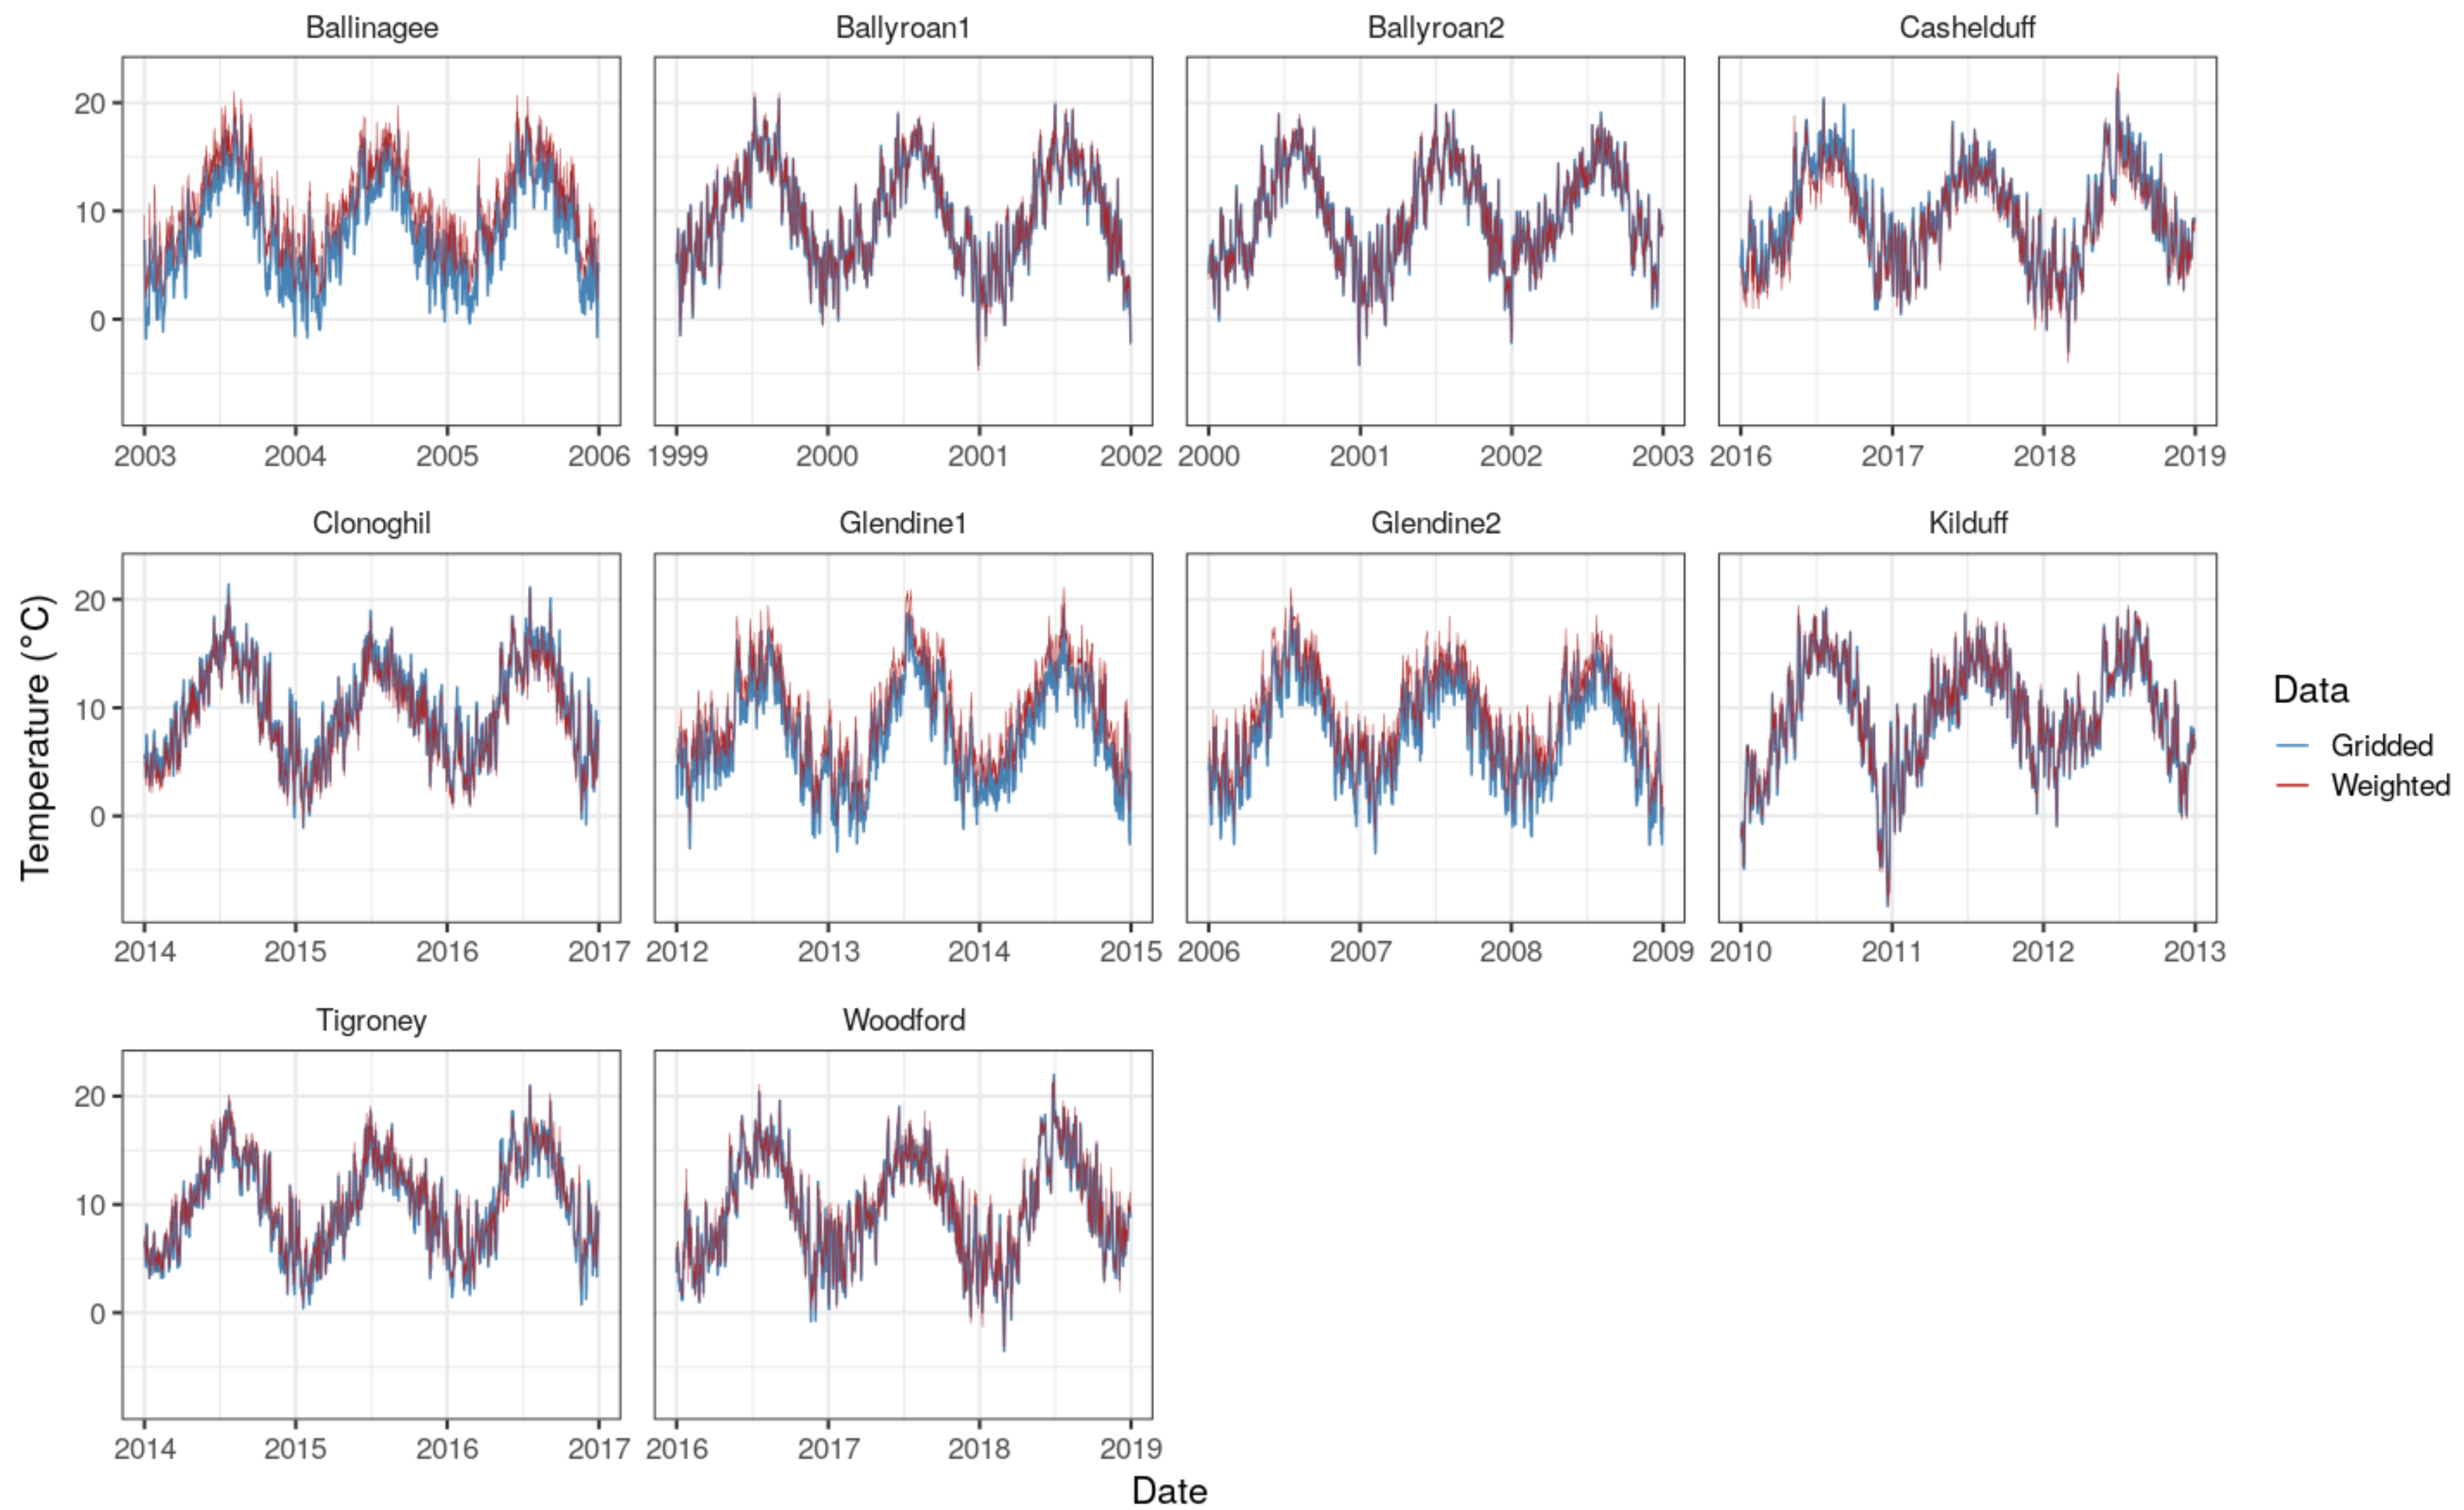 Ballinagee Ballyroan1 Ballyroan2 Cashelduff
20
10
0
2003 2004 2005 2006 1999 2000 2001 2002 2000 2001 2002 2003 2016 2017 2018 2019
Clonoghil Glendine1 Glendine2 Kilduff
20
10
0
2014 2015 2016 2017 2012 2013 2014 2015 2006 2007 2008 2009 2010 2011 2012 2013
Temperature (°C)
Data
Gridded
Weighted
Tigroney Woodford
20
10
0
2014 2015 2016 2017 2016 2017 2018 2019
Date